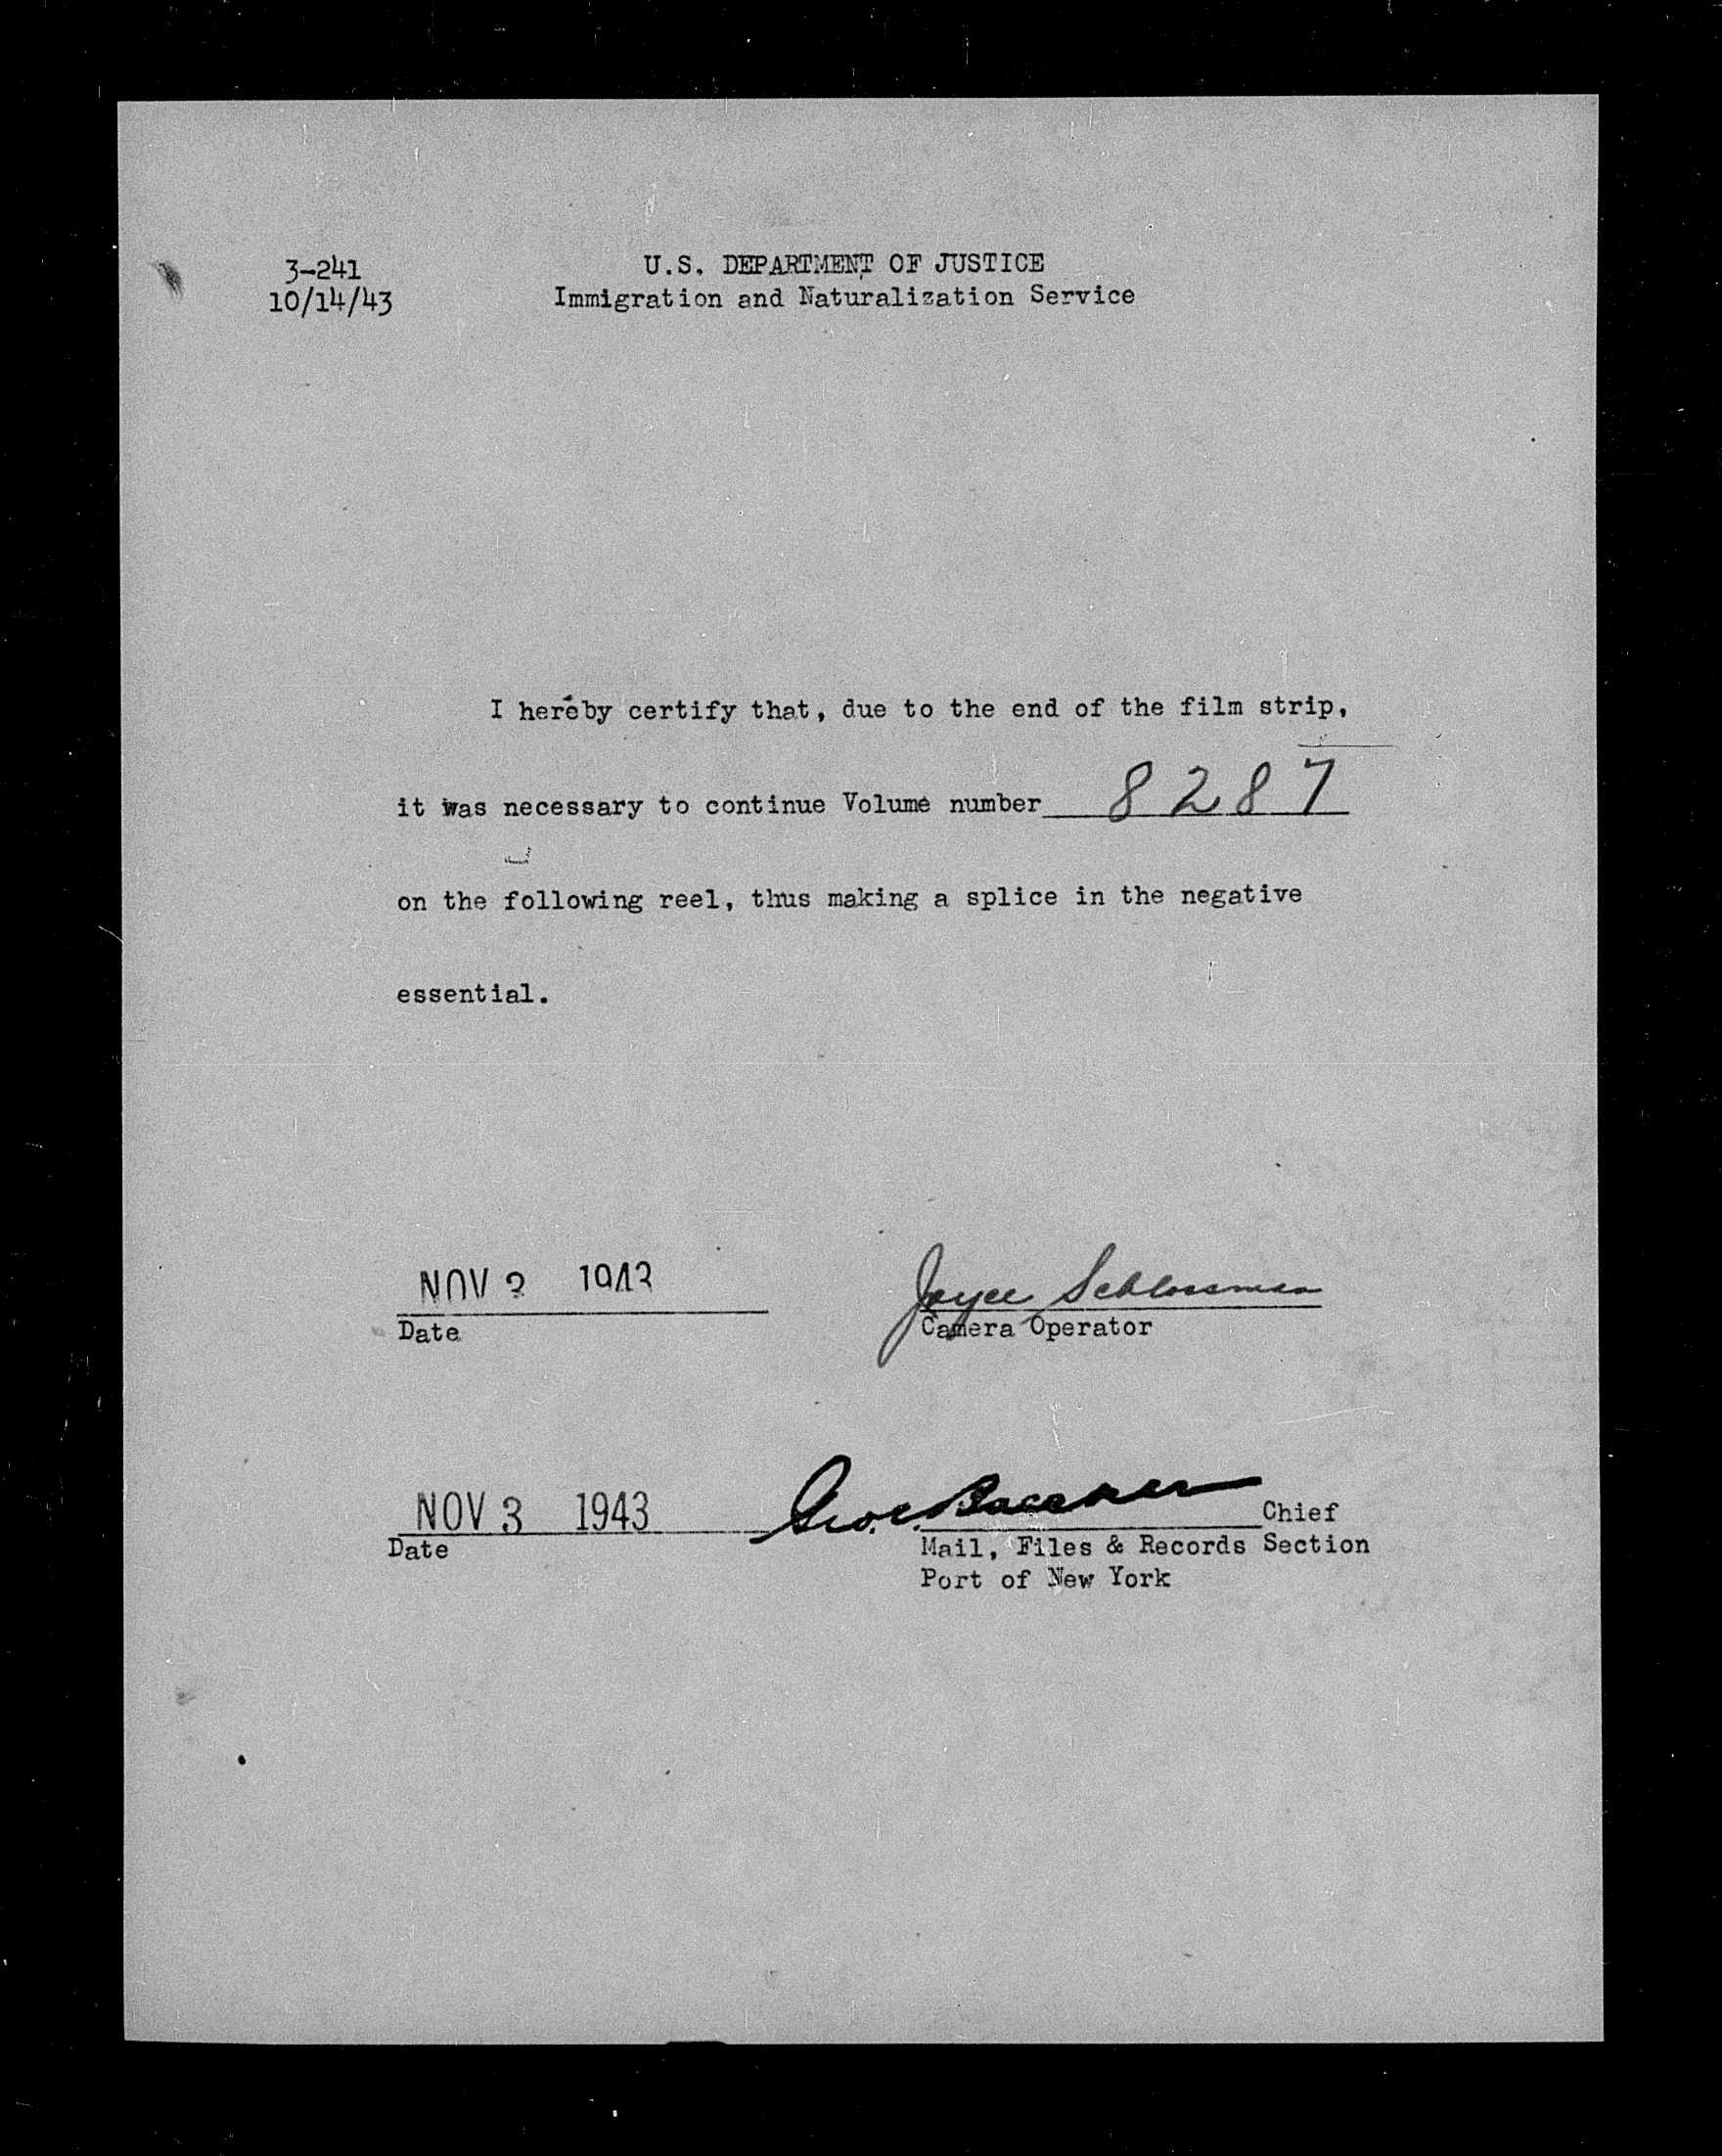 3-241
10/14/43
U.S. DEPARTMENT OF JUSTICE
Immigration and Naturalization Service
I hereby certify that, due to the end of the film strip,
it was necessary to continue Volume number 8287
on the following reel, thus making a splice in the negative
essential.
NOV 3 1943
Date
Joyce Schlossman
Camera Operator
NOV 3 1943
Date
Geo.
Chief
Mail, Files & Records Section
Port of New York